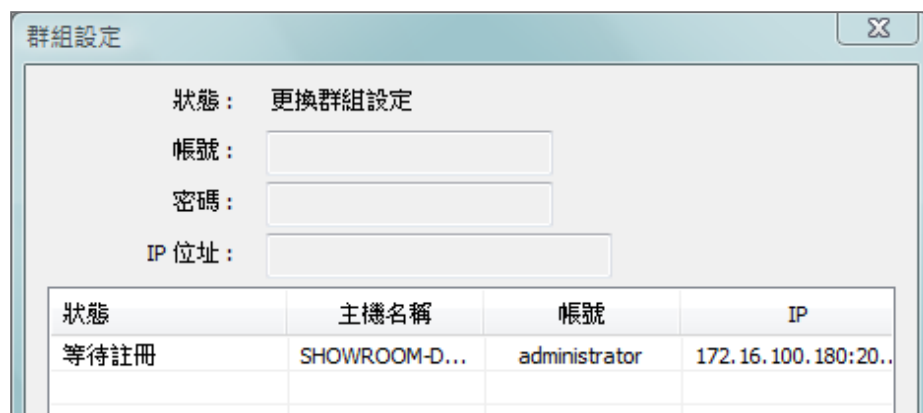 群組設定
狀態： 更換群組設定
帳號：
密碼：
IP 位址：
狀態 主機名稱 帳號 IP
等待註冊 SHOWROOM-D... administrator 172.16.100.180:20..